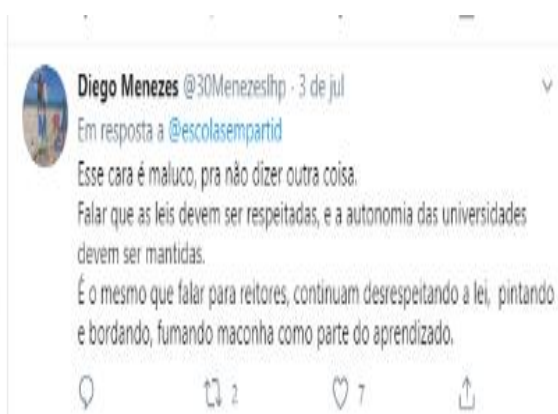 Diego Menezes @30Menezeslhp · 3 de jul
Em resposta a @escolasempartid
Esse cara é maluco, pra não dizer outra coisa.
Falar que as leis devem ser respeitadas, e a autonomia das universidades
devem ser mantidas.
É o mesmo que falar para reitores, continuam desrespeitando a lei, pintando
e bordando, fumando maconha como parte do aprendizado.
2 7